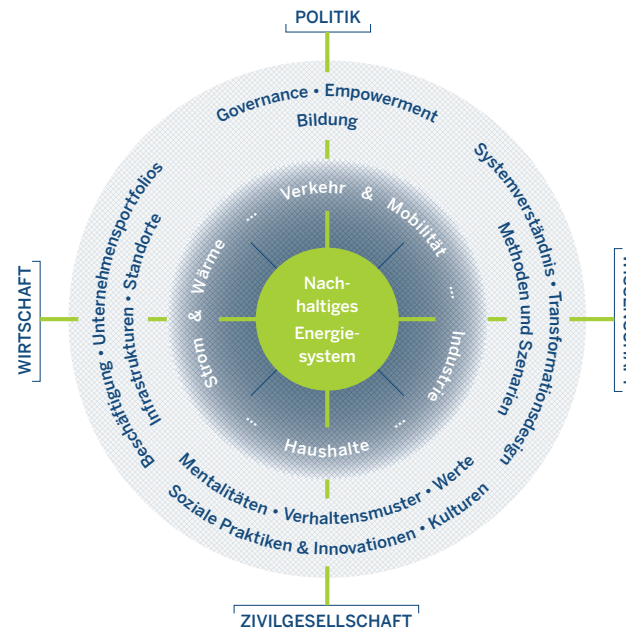 POLITIK
Governance • Empowerment
Bildung
Systemverständnis • Transformationsdesign
Methoden und Szenarien
WIRTSCHAFT
Beschäftigung • Unternehmensportfolios
Infrastrukturen • Standorte
Strom & Wärme
...
Verkehr & Mobilität
...
Industrie
...
Haushalte
...
Nach-
haltiges
Energie-
system
Mentalitäten • Verhaltensmuster • Werte
Soziale Praktiken & Innovationen • Kulturen
ZIVILGESELLSCHAFT